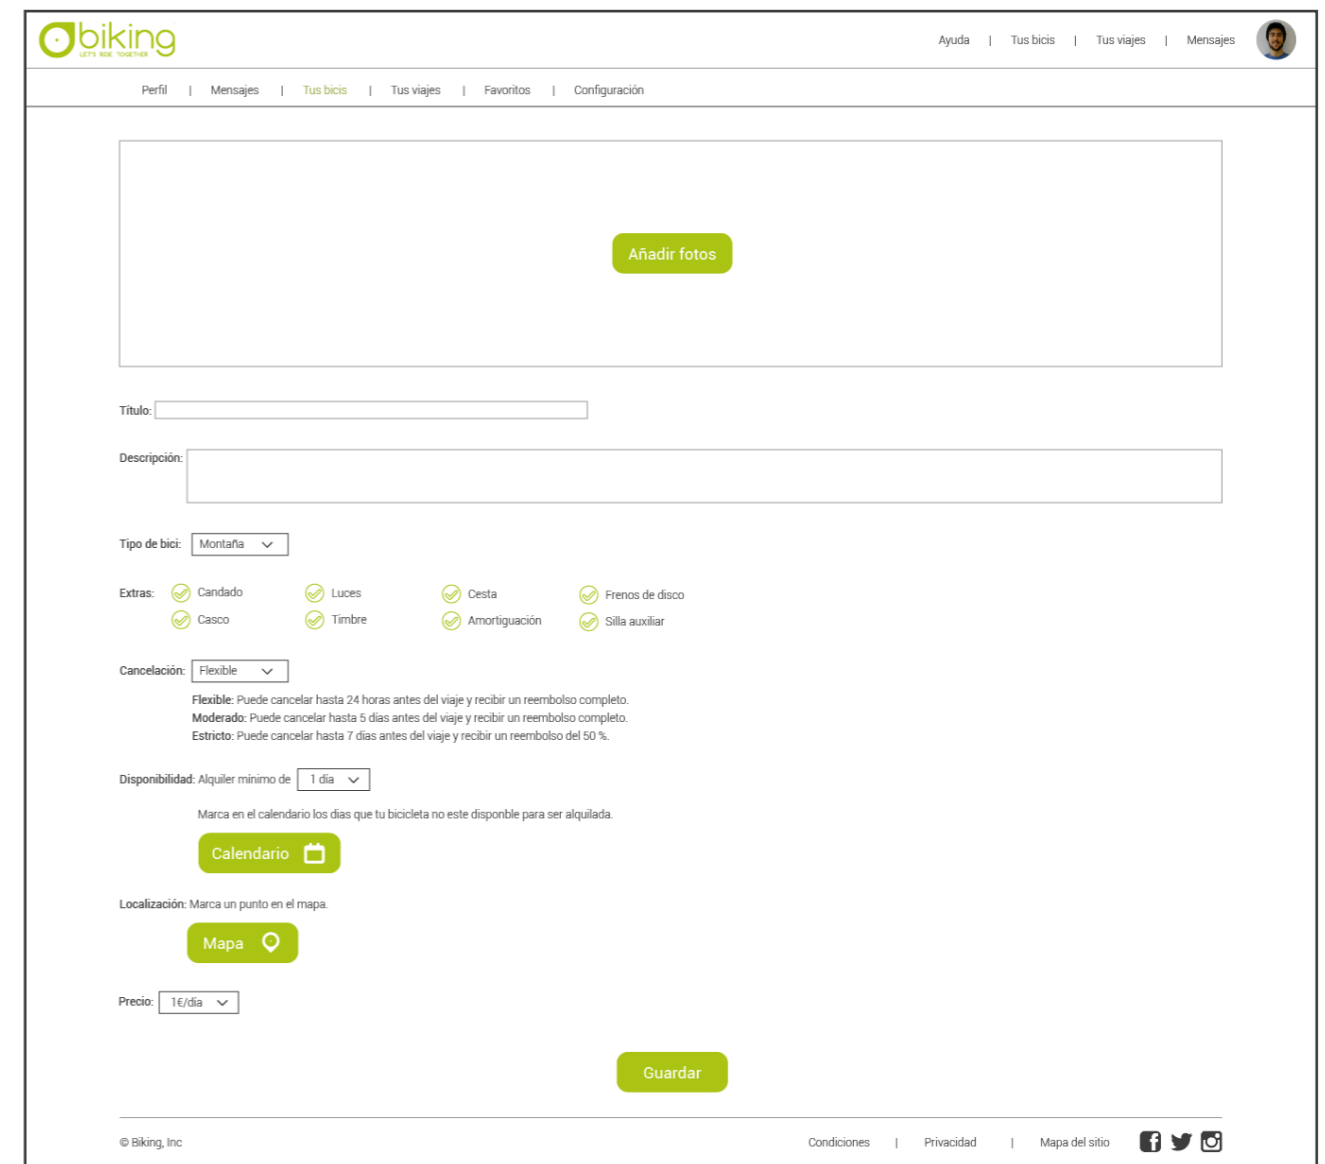 biking
LET'S RIDE TOGETHER
Ayuda | Tus bicis | Tus viajes | Mensajes
Perfil | Mensajes | Tus bicis | Tus viajes | Favoritos | Configuración
Añadir fotos
Título:
Descripción:
Tipo de bici: Montaña
Extras: Candado Luces Cesta Frenos de disco
Casco Timbre Amortiguación Silla auxiliar
Cancelación: Flexible
Flexible: Puede cancelar hasta 24 horas antes del viaje y recibir un reembolso completo.
Moderado: Puede cancelar hasta 5 días antes del viaje y recibir un reembolso completo.
Estricto: Puede cancelar hasta 7 días antes del viaje y recibir un reembolso del 50 %.
Disponibilidad: Alquiler mínimo de 1 día
Marca en el calendario los dias que tu bicicleta no este disponble para ser alquilada.
Calendario
Localización: Marca un punto en el mapa.
Mapa
Precio: 1€/día
Guardar
© Biking, Inc Condiciones | Privacidad | Mapa del sitio